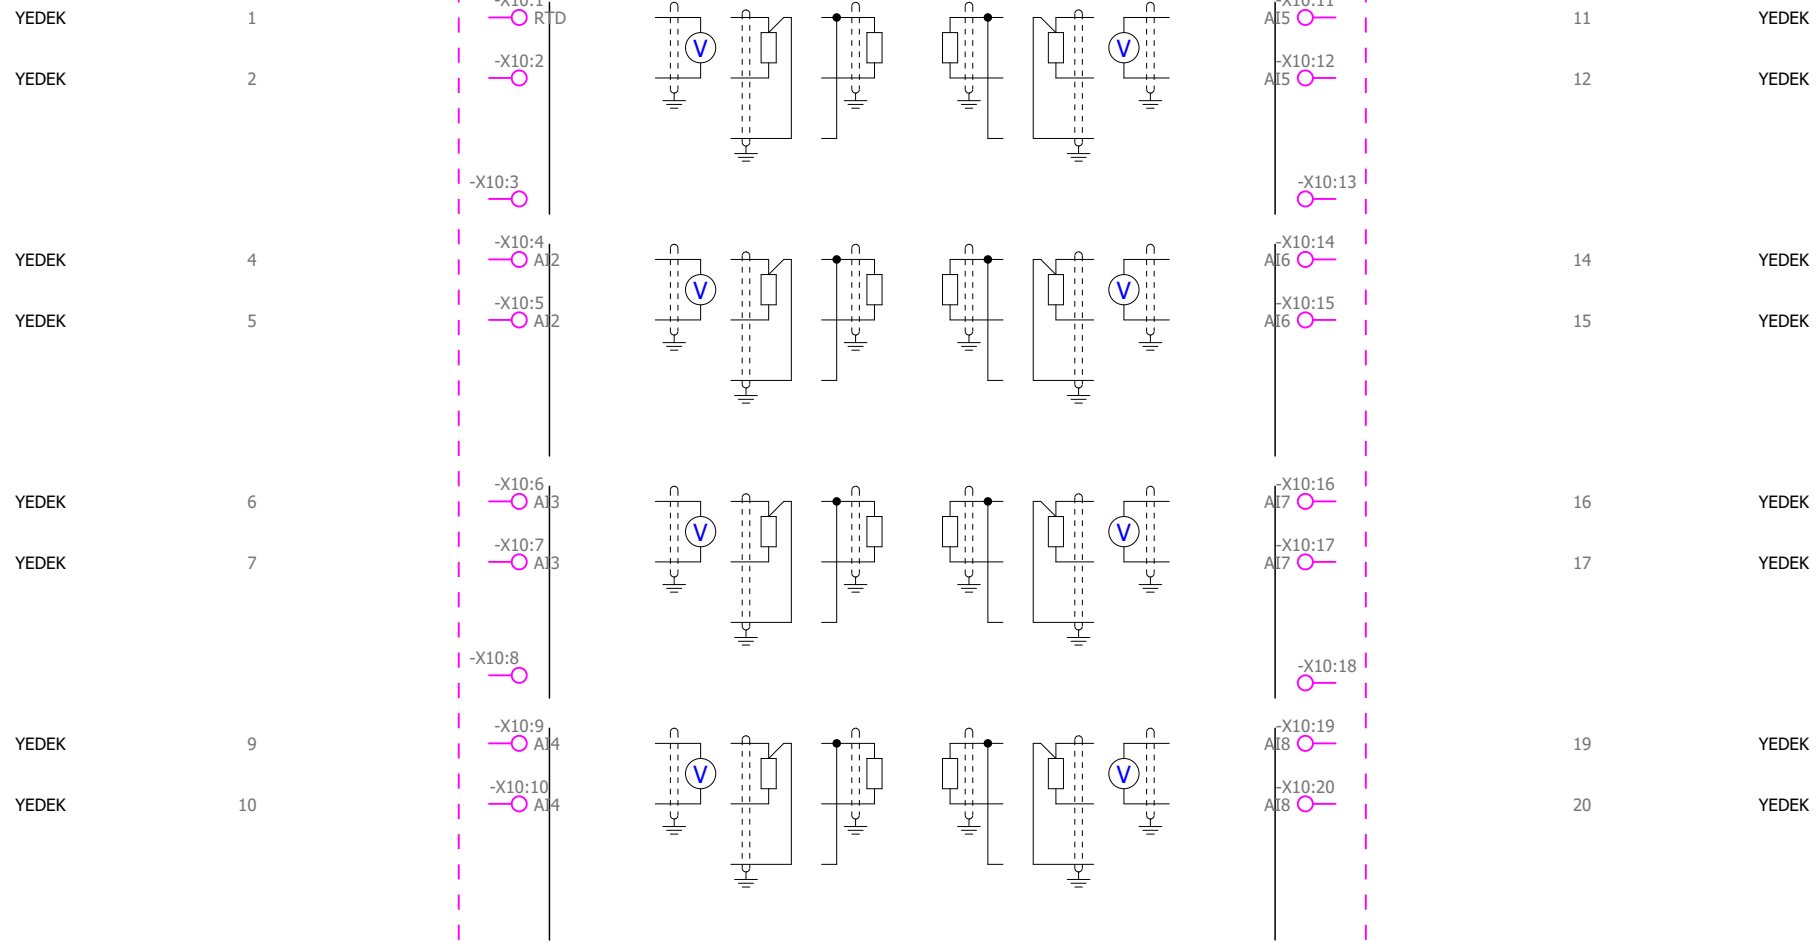 -X10:1 -X10:11
YEDEK 1 RTD V V AI5 11 YEDEK
-X10:2 -X10:12
YEDEK 2 AI5 12 YEDEK
-X10:3 -X10:13
-X10:4 -X10:14
YEDEK 4 AI2 V V AI6 14 YEDEK
-X10:5 -X10:15
YEDEK 5 AI2 AI6 15 YEDEK
-X10:6 -X10:16
YEDEK 6 AI3 V V AI7 16 YEDEK
-X10:7 -X10:17
YEDEK 7 AI3 AI7 17 YEDEK
-X10:8 -X10:18
-X10:9 -X10:19
YEDEK 9 AI4 V V AI8 19 YEDEK
-X10:10 -X10:20
YEDEK 10 AI4 AI8 20 YEDEK